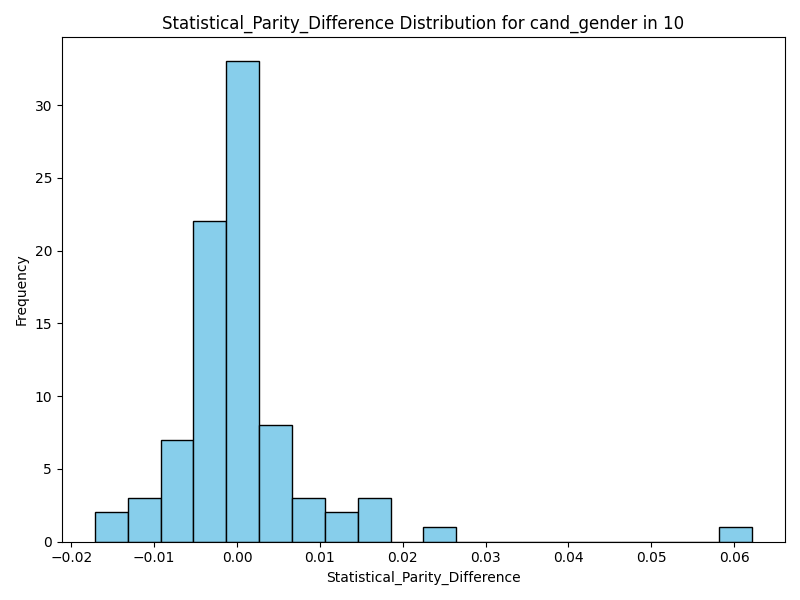 Statistical_Parity_Difference Distribution for cand_gender in 10
Frequency
30
25
20
15
10
5
0
−0.02 −0.01 0.00 0.01 0.02 0.03 0.04 0.05 0.06
Statistical_Parity_Difference